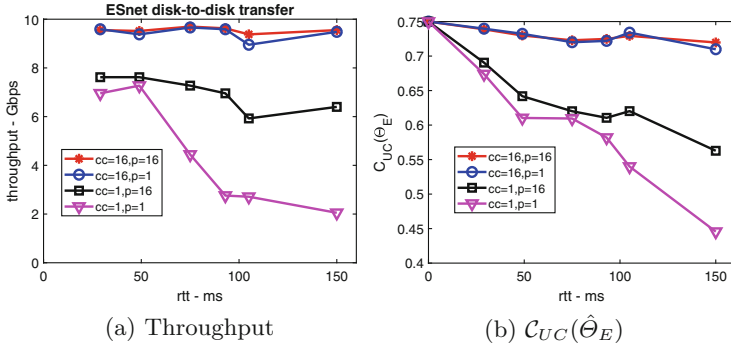 ESnet disk-to-disk transfer
10
8
6
4
2
0
throughput - Gbps
cc=16,p=16
cc=16,p=1
cc=1,p=16
cc=1,p=1
0
50
100
150
rtt - ms
(a) Throughput
0.75
0.7
0.65
0.6
0.55
0.5
0.45
0.4
C_UC(Θ_E)
cc=16,p=16
cc=16,p=1
cc=1,p=16
cc=1,p=1
0
50
100
150
rtt - ms
(b) 𝒞_UC(Θ̂_E)